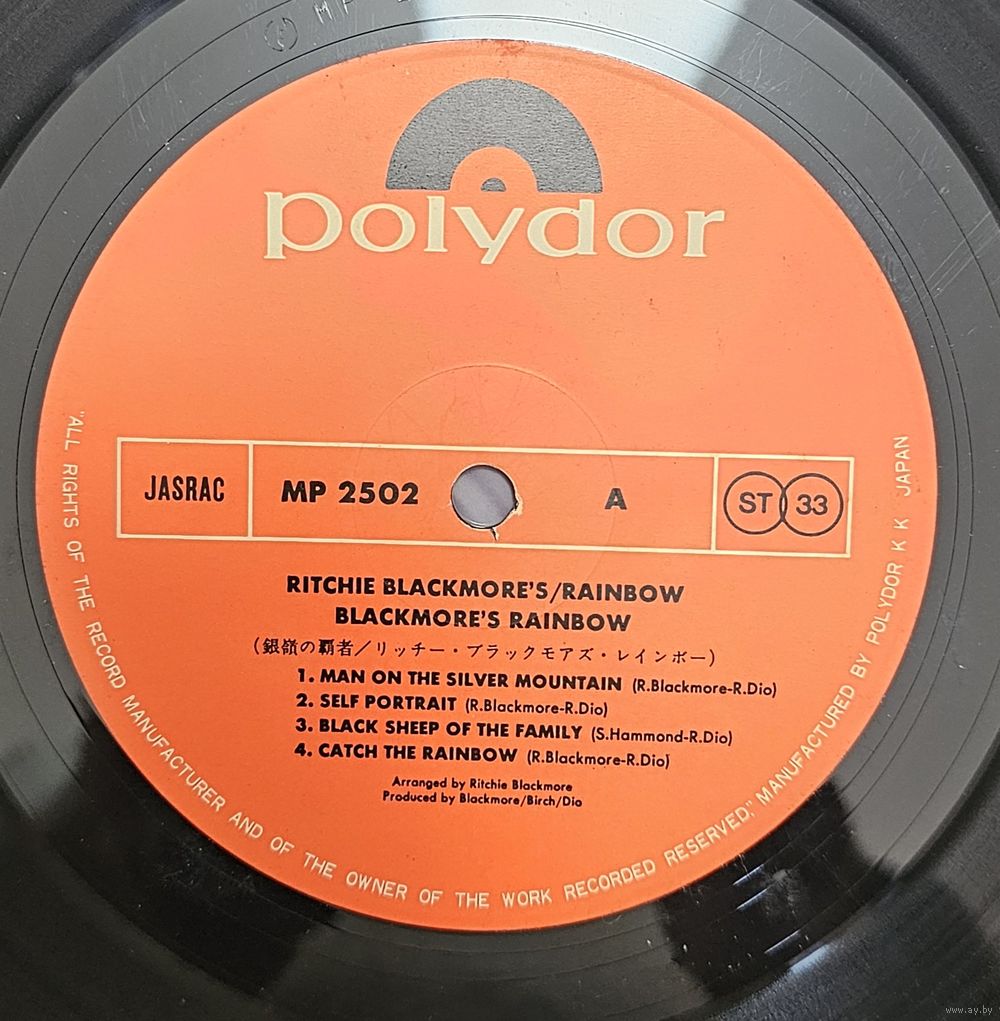 polydor
JASRAC
MP 2502
A
ST 33
RITCHIE BLACKMORE'S/RAINBOW
BLACKMORE'S RAINBOW
(銀嶺の覇者/リッチー・ブラックモアズ・レインボー)
1. MAN ON THE SILVER MOUNTAIN (R.Blackmore-R.Dio)
2. SELF PORTRAIT (R.Blackmore-R.Dio)
3. BLACK SHEEP OF THE FAMILY (S.Hammond-R.Dio)
4. CATCH THE RAINBOW (R.Blackmore-R.Dio)
Arranged by Ritchie Blackmore
Produced by Blackmore/Birch/Dio
"ALL RIGHTS OF THE RECORD MANUFACTURER AND OF THE OWNER OF THE WORK RECORDED RESERVED," MANUFACTURED BY POLYDOR K K JAPAN
www.ay.by